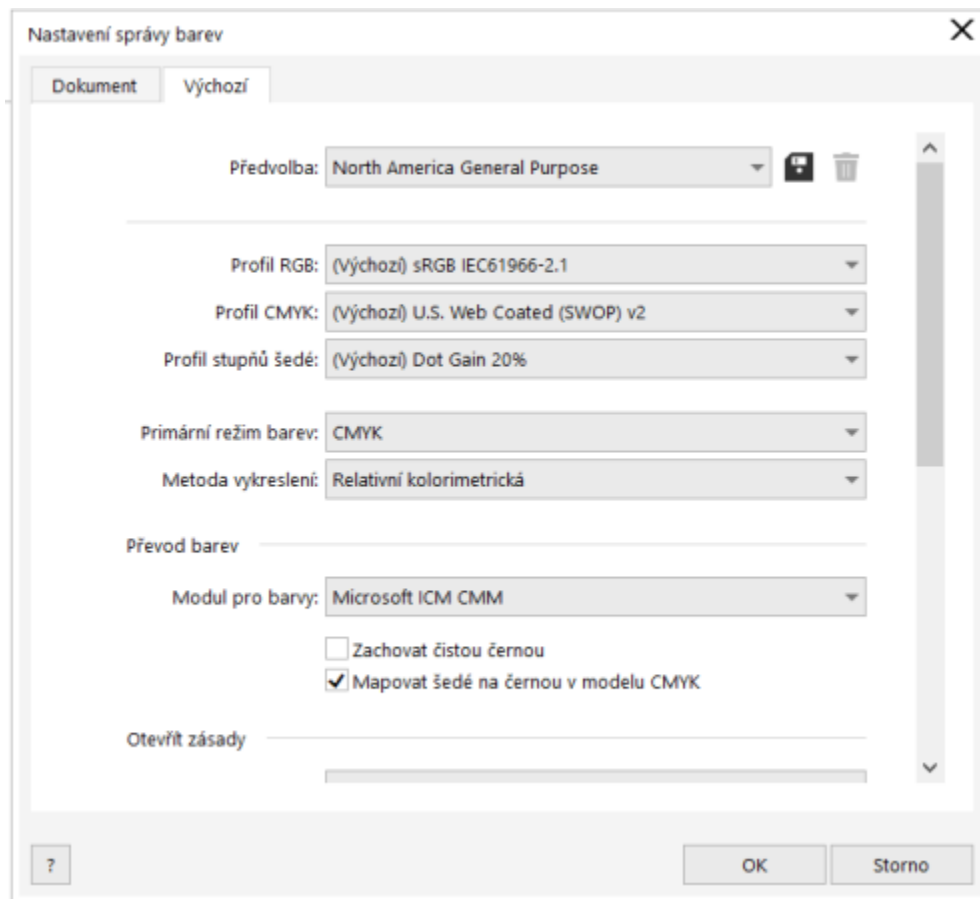 Nastavení správy barev
Dokument Výchozí
Předvolba: North America General Purpose
Profil RGB: (Výchozí) sRGB IEC61966-2.1
Profil CMYK: (Výchozí) U.S. Web Coated (SWOP) v2
Profil stupňů šedé: (Výchozí) Dot Gain 20%
Primární režim barev: CMYK
Metoda vykreslení: Relativní kolorimetrická
Převod barev
Modul pro barvy: Microsoft ICM CMM
Zachovat čistou černou
Mapovat šedé na černou v modelu CMYK
Otevřít zásady
? OK Storno